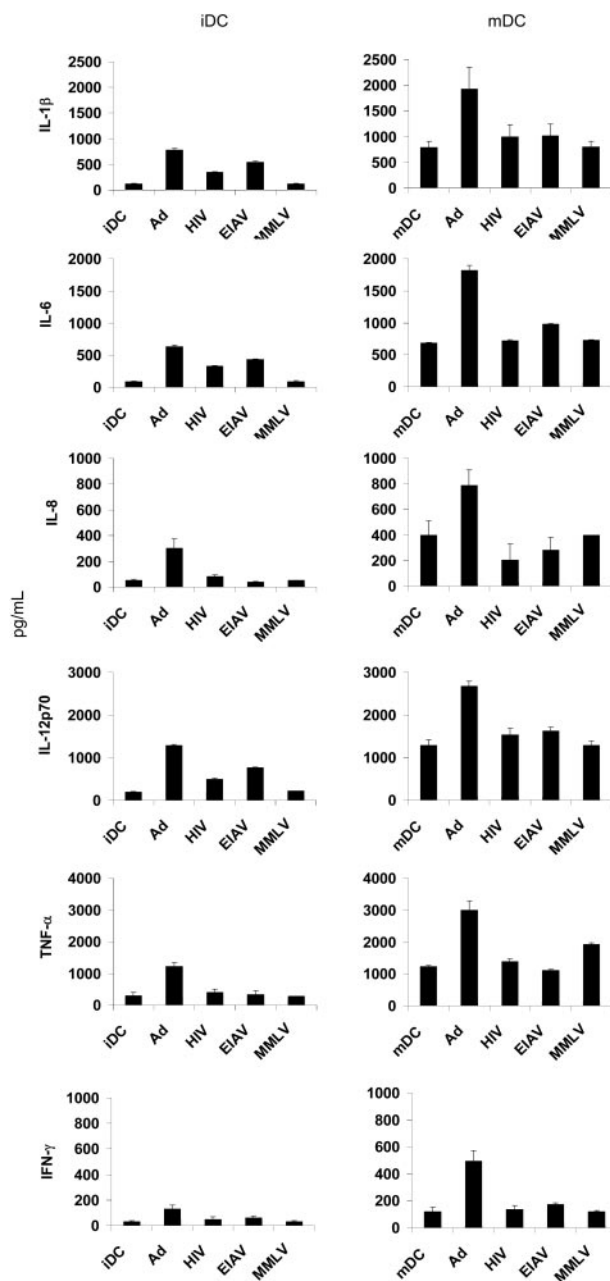 iDC mDC
IL-1β
2500 2500
2000 2000
1500 1500
1000 1000
500 500
0 0
iDC Ad HIV EIAV MMLV mDC Ad HIV EIAV MMLV
IL-6
2000 2000
1500 1500
1000 1000
500 500
0 0
iDC Ad HIV EIAV MMLV mDC Ad HIV EIAV MMLV
IL-8
1000 1000
800 800
600 600
400 400
200 200
0 0
iDC Ad HIV EIAV MMLV mDC Ad HIV EIAV MMLV
pg/mL
IL-12p70
3000 3000
2000 2000
1000 1000
0 0
iDC Ad HIV EIAV MMLV mDC Ad HIV EIAV MMLV
TNF-α
4000 4000
3000 3000
2000 2000
1000 1000
0 0
iDC Ad HIV EIAV MMLV mDC Ad HIV EIAV MMLV
IFN-γ
1000 1000
800 800
600 600
400 400
200 200
0 0
iDC Ad HIV EIAV MMLV mDC Ad HIV EIAV MMLV